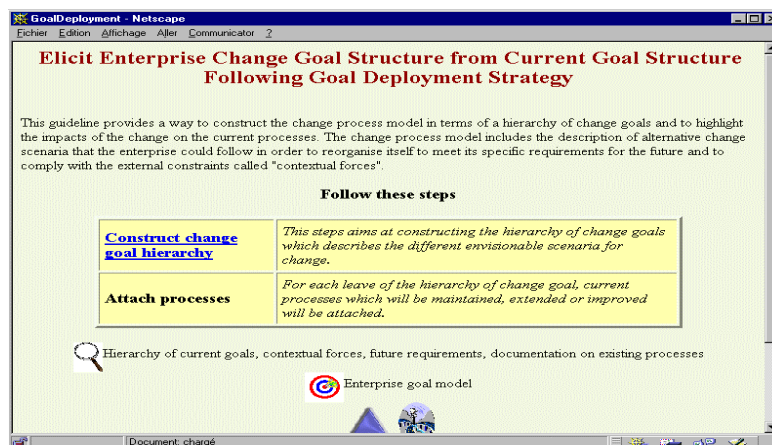 GoalDeployment - Netscape
Fichier Edition Affichage Aller Communicator ?
Elicit Enterprise Change Goal Structure from Current Goal Structure
Following Goal Deployment Strategy
This guideline provides a way to construct the change process model in terms of a hierarchy of change goals and to highlight
the impacts of the change on the current processes. The change process model includes the description of alternative change
scenaria that the enterprise could follow in order to reorganise itself to meet its specific requirements for the future and to
comply with the external constraints called "contextual forces".
Follow these steps
Construct change
goal hierarchy
This steps aims at constructing the hierarchy of change goals
which describes the different envisionable scenaria for
change.
Attach processes
For each leave of the hierarchy of change goal, current
processes which will be maintained, extended or improved
will be attached.
Hierarchy of current goals, contextual forces, future requirements, documentation on existing processes
Enterprise goal model
Document: chargé